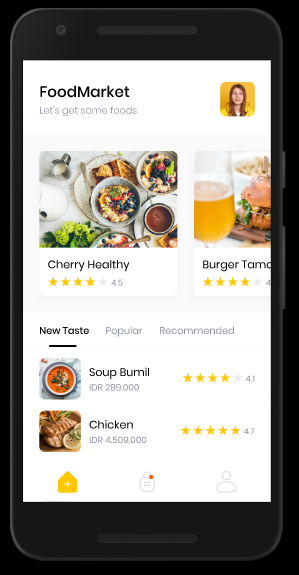 FoodMarket
Let's get some foods
Cherry Healthy
Burger Tamo
4.5
New Taste Popular Recommended
Soup Bumil
IDR 289.000
4.1
Chicken
IDR 4.509.000
4.7